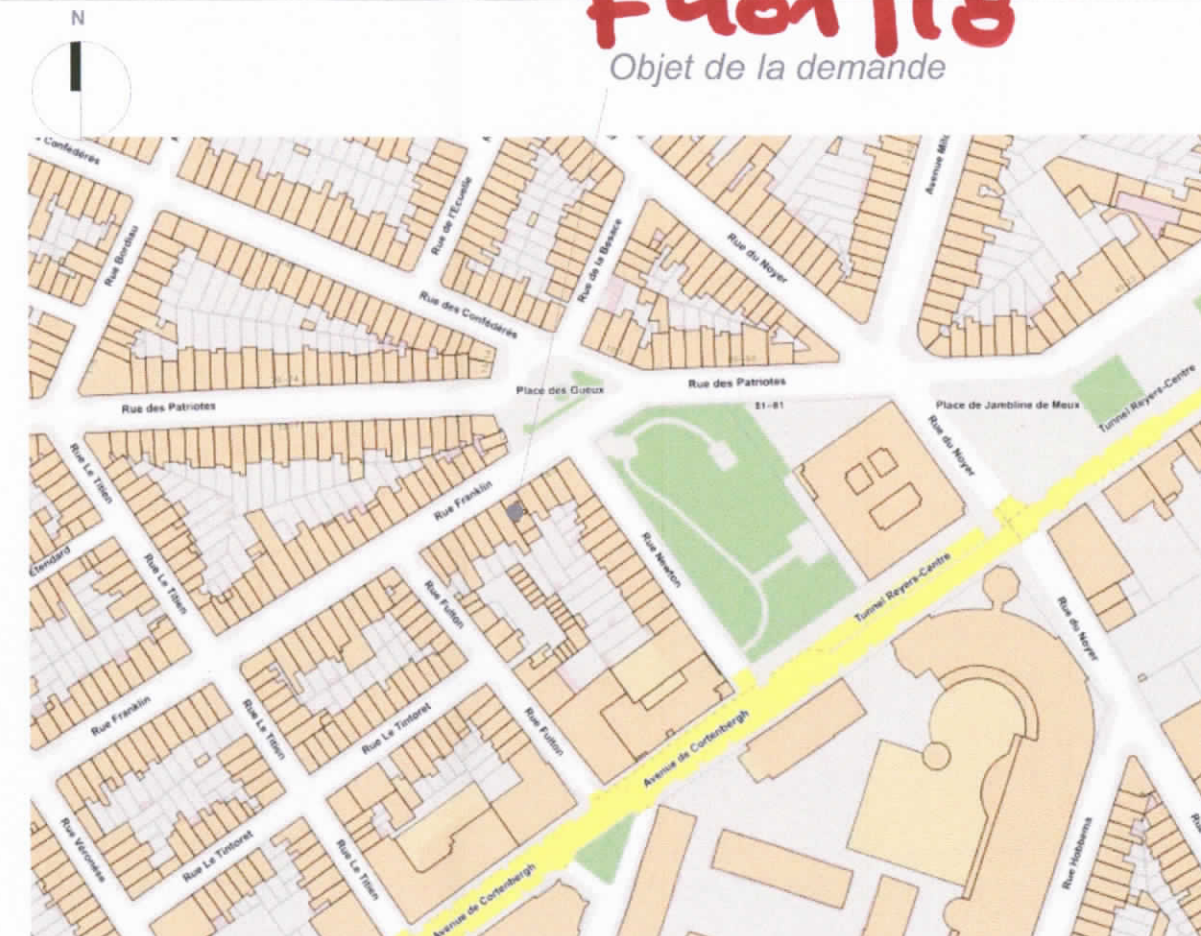 N
Objet de la demande
Confédérés
Rue de l'Ecuelle
Rue Bordiau
Rue de la Besace
Rue du Noyer
Rue des Confédérés
Place des Gueux
Rue des Patriotes
Rue des Patriotes
51-61
Place de Jambline de Meux
Tunnel Reyers-Centre
Rue du Noyer
Rue Le Titien
Rue Franklin
Etendard
Rue Le Titien
Rue Fulton
Rue Newton
Tunnel Reyers-Centre
Rue du Noyer
Rue Franklin
Rue Le Titien
Rue Le Tintoret
Rue Fulton
Avenue de Cortenbergh
Rue Véronèse
Rue Le Tintoret
Rue Le Titien
Avenue de Cortenbergh
Rue Hobbema